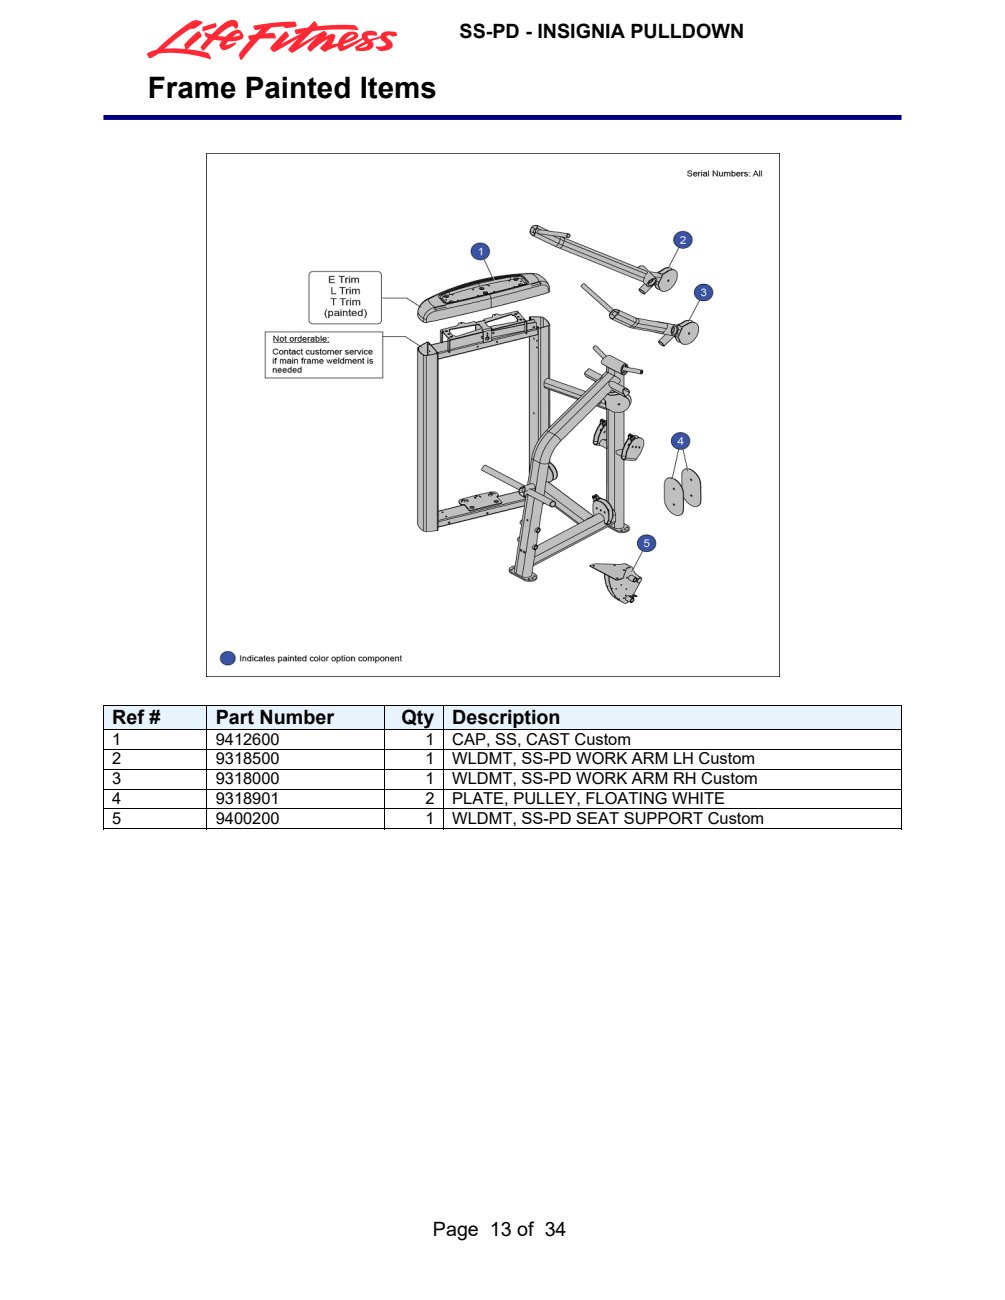 Life Fitness
SS-PD - INSIGNIA PULLDOWN
Frame Painted Items
Serial Numbers: All
1
2
3
E Trim
L Trim
T Trim
(painted)
Not orderable:
Contact customer service
if main frame weldment is
needed
4
5
Indicates painted color option component
Ref # Part Number Qty Description
1 9412600 1 CAP, SS, CAST Custom
2 9318500 1 WLDMT, SS-PD WORK ARM LH Custom
3 9318000 1 WLDMT, SS-PD WORK ARM RH Custom
4 9318901 2 PLATE, PULLEY, FLOATING WHITE
5 9400200 1 WLDMT, SS-PD SEAT SUPPORT Custom
Page 13 of 34